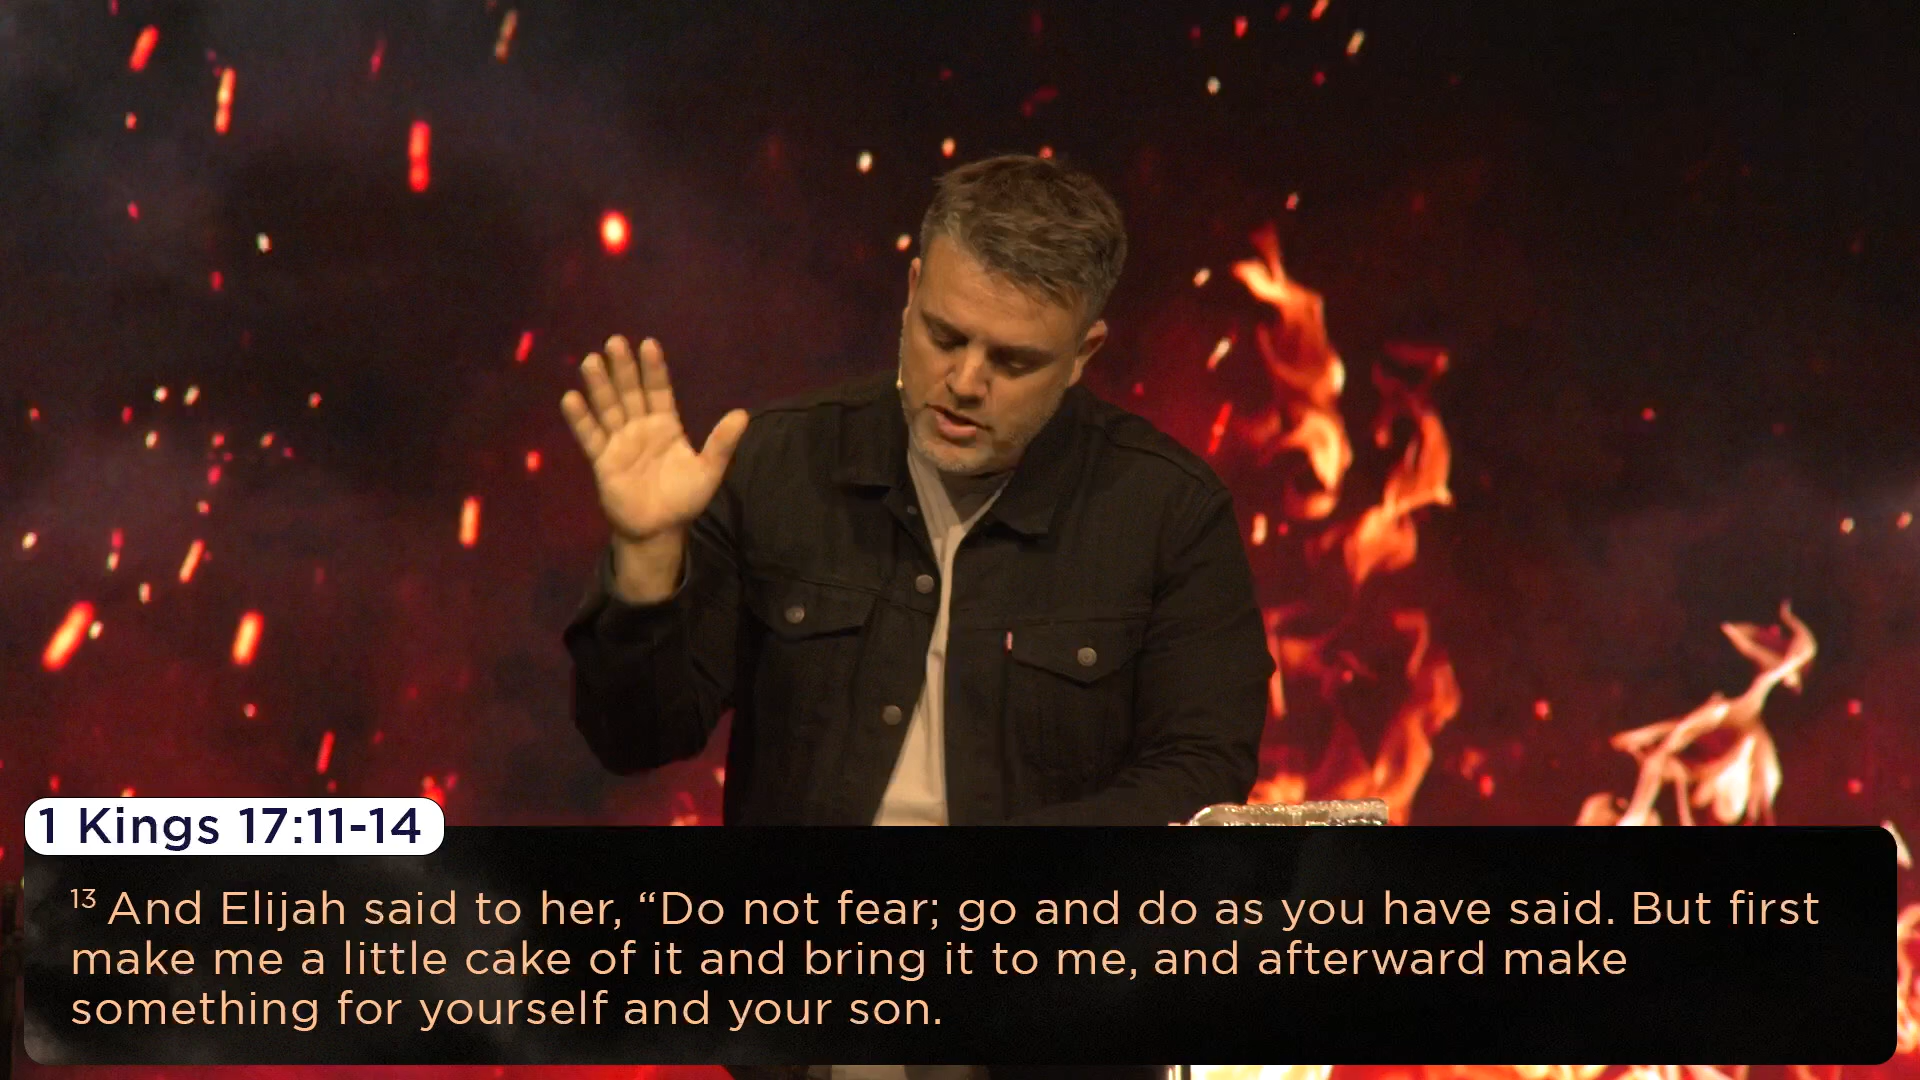 1 Kings 17:11-14
13 And Elijah said to her, “Do not fear; go and do as you have said. But first
make me a little cake of it and bring it to me, and afterward make
something for yourself and your son.